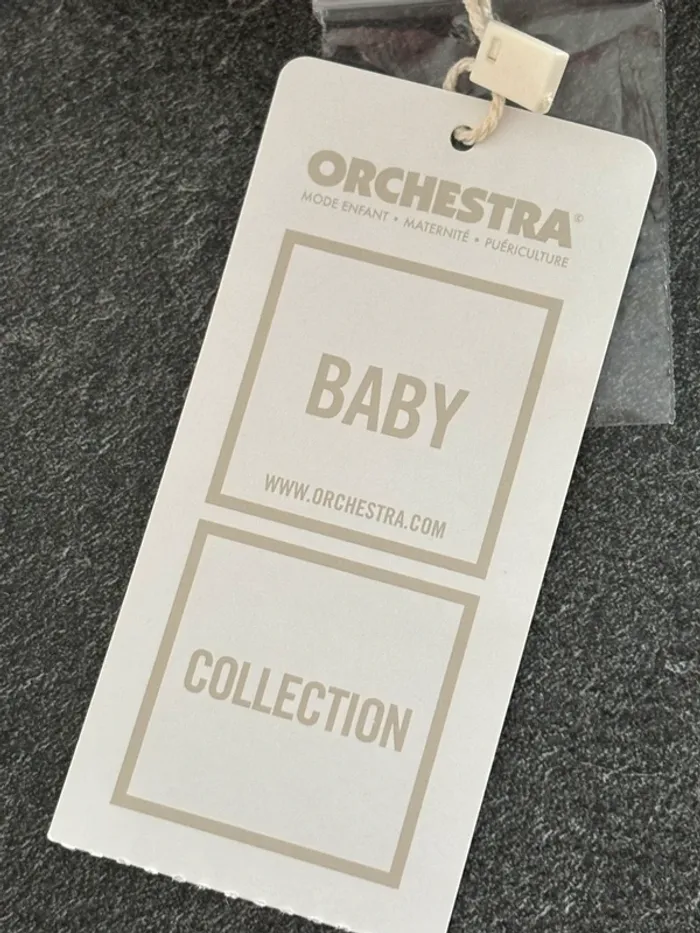 ORCHESTRA©
MODE ENFANT • MATERNITÉ • PUÉRICULTURE
BABY
WWW.ORCHESTRA.COM
COLLECTION